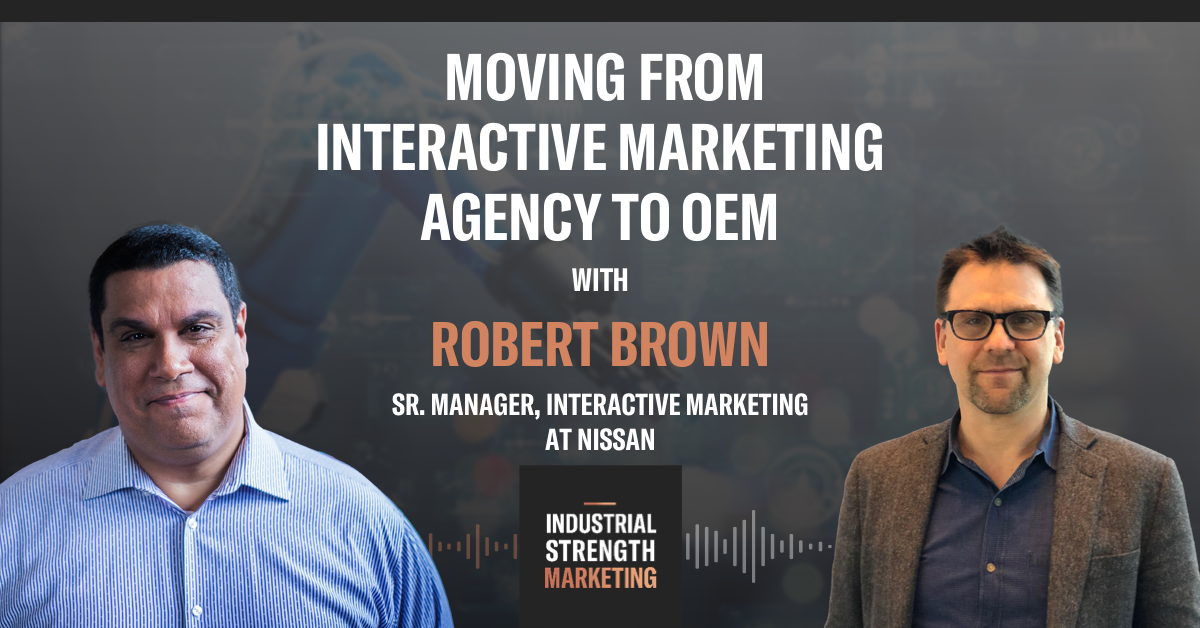 MOVING FROM
INTERACTIVE MARKETING
AGENCY TO OEM
WITH
ROBERT BROWN
SR. MANAGER, INTERACTIVE MARKETING
AT NISSAN
INDUSTRIAL
STRENGTH
MARKETING